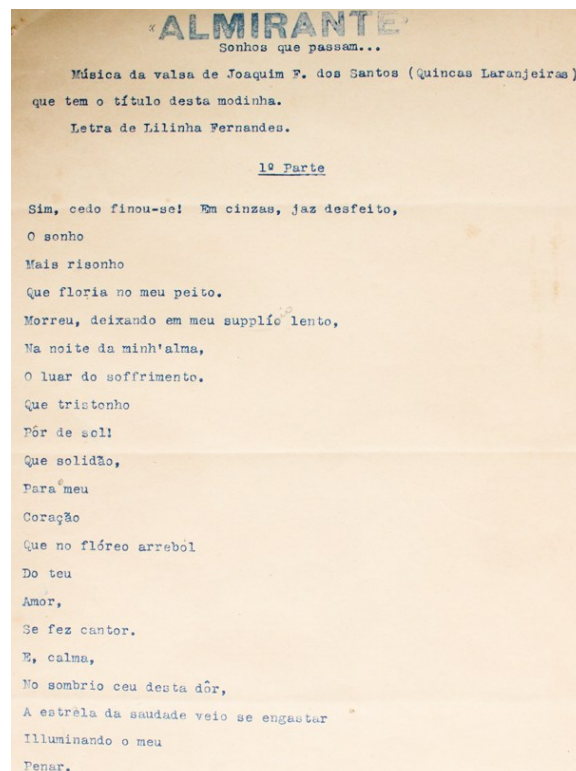 "ALMIRANTE"
Sonhos que passam...
Música da valsa de Joaquim F. dos Santos (Quincas Laranjeiras)
que tem o título desta modinha.
Letra de Lilinha Fernandes.
1º Parte
Sim, cedo finou-se! Em cinzas, jaz desfeito,
O sonho
Mais risonho
Que floria no meu peito.
Morreu, deixando em meu supplío lento,
Na noite da minh'alma,
O luar do soffrimento.
Que tristonho
Pôr de sol!
Que solidão,
Para meu
Coração
Que no flóreo arrebol
Do teu
Amor,
Se fez cantor.
E, calma,
No sombrio ceu desta dôr,
A estrêla da saudade veio se engastar
Illuminando o meu
Penar.